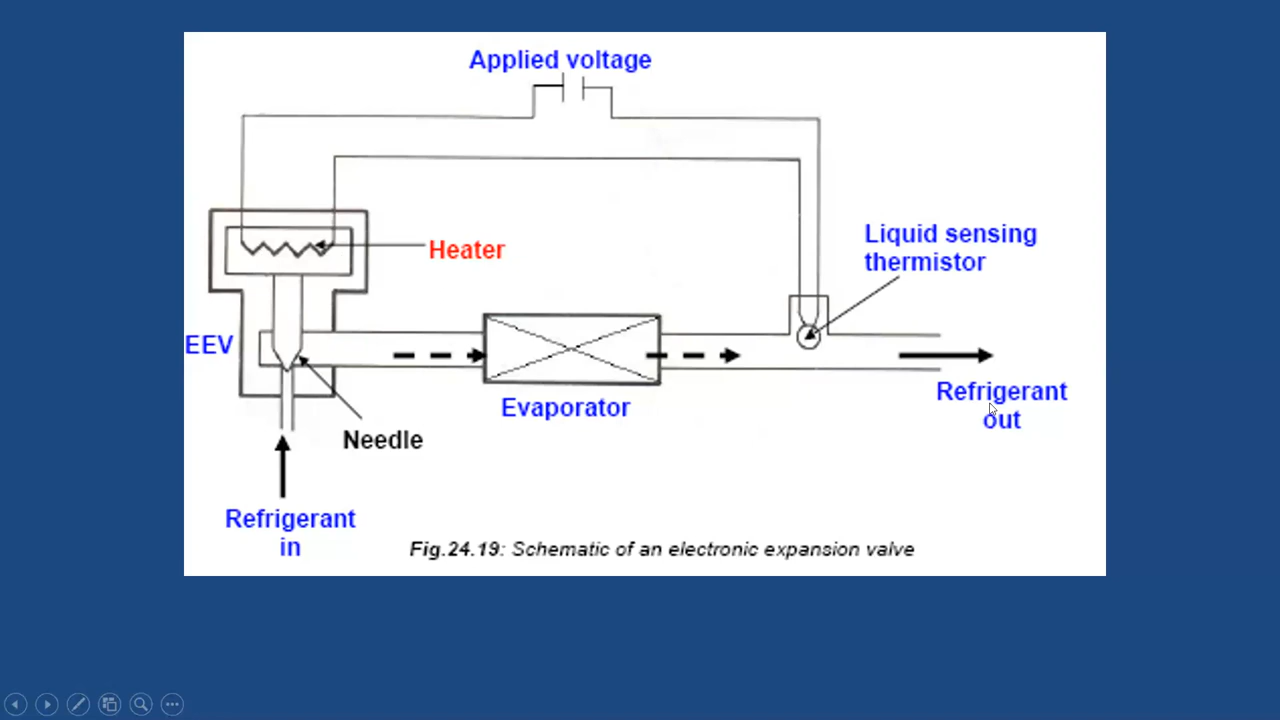 Applied voltage
Liquid sensing
thermistor
Heater
EEV
Evaporator
Refrigerant
out
Needle
Refrigerant
in
Fig.24.19: Schematic of an electronic expansion valve